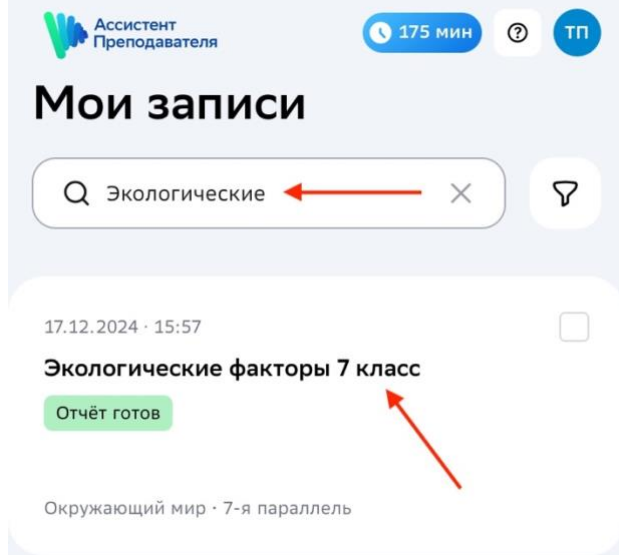 Ассистент
Преподавателя
175 мин
?
ТП
Мои записи
Экологические
17.12.2024 · 15:57
Экологические факторы 7 класс
Отчёт готов
Окружающий мир · 7-я параллель